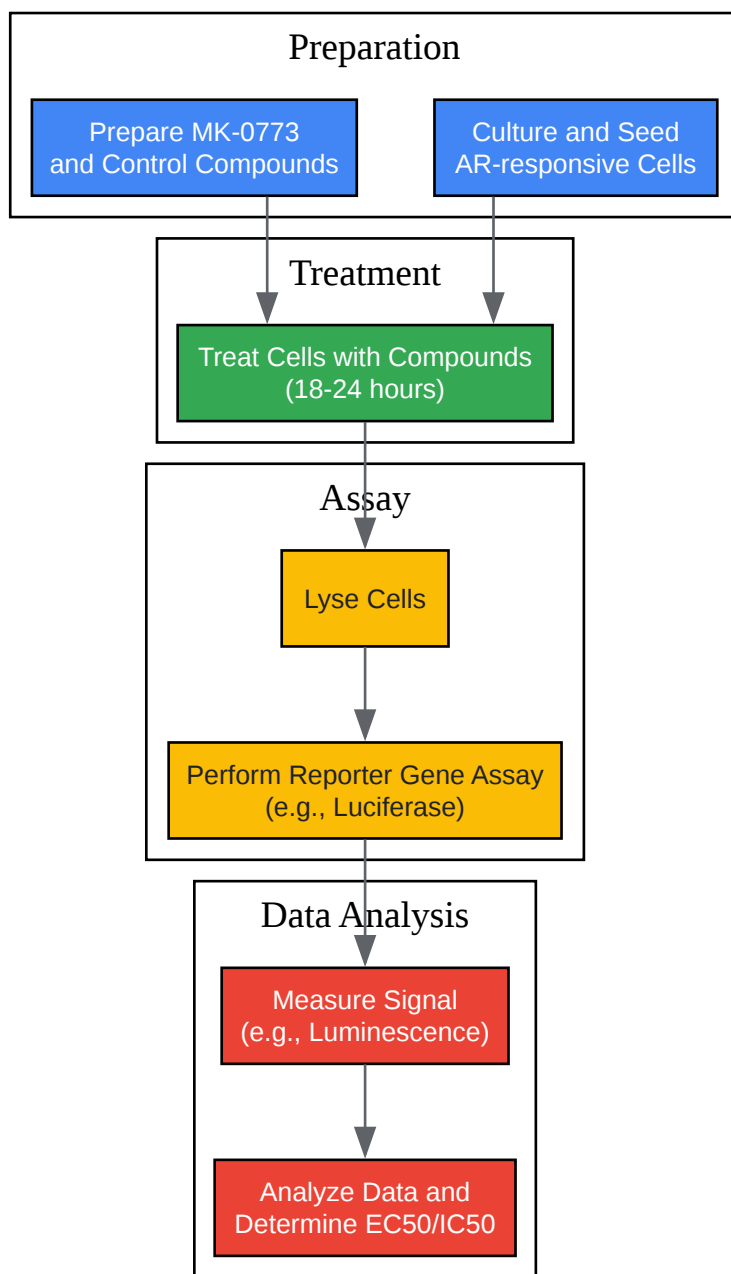 Preparation
Prepare MK-0773
and Control Compounds
Culture and Seed
AR-responsive Cells
Treatment
Treat Cells with Compounds
(18-24 hours)
Assay
Lyse Cells
Perform Reporter Gene Assay
(e.g., Luciferase)
Data Analysis
Measure Signal
(e.g., Luminescence)
Analyze Data and
Determine EC50/IC50